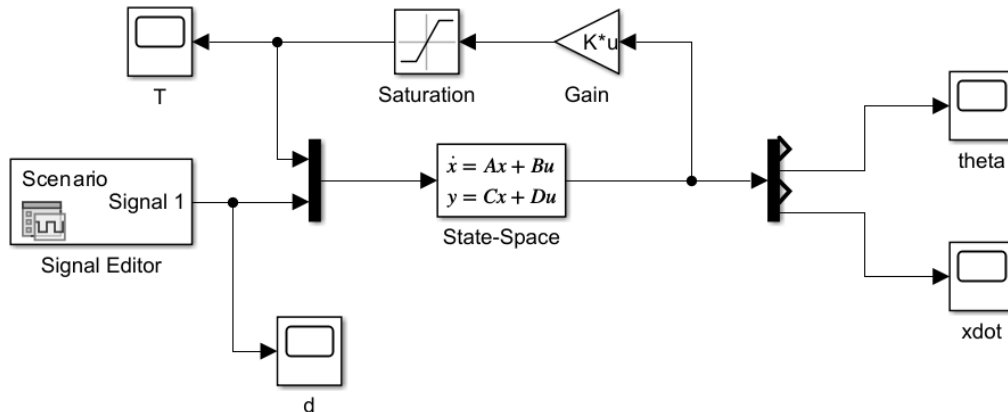 T
Saturation
K*u
Gain
Scenario
Signal 1
Signal Editor
ẋ = Ax + Bu
y = Cx + Du
State-Space
theta
xdot
d